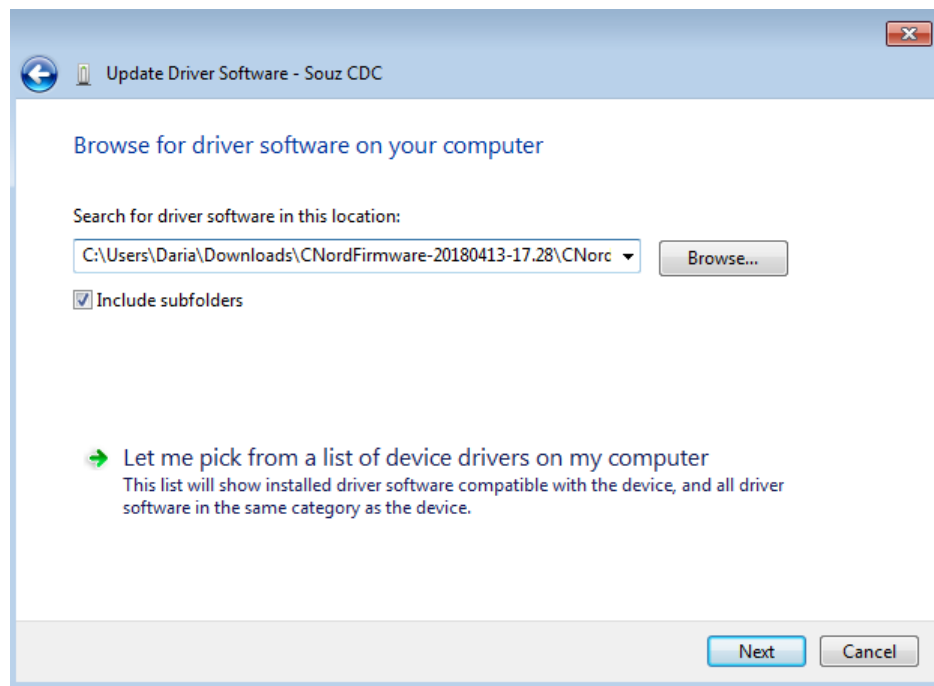 Update Driver Software - Souz CDC
Browse for driver software on your computer
Search for driver software in this location:
C:\Users\Daria\Downloads\CNordFirmware-20180413-17.28\CNorc
Browse...
Include subfolders
Let me pick from a list of device drivers on my computer
This list will show installed driver software compatible with the device, and all driver
software in the same category as the device.
Next
Cancel